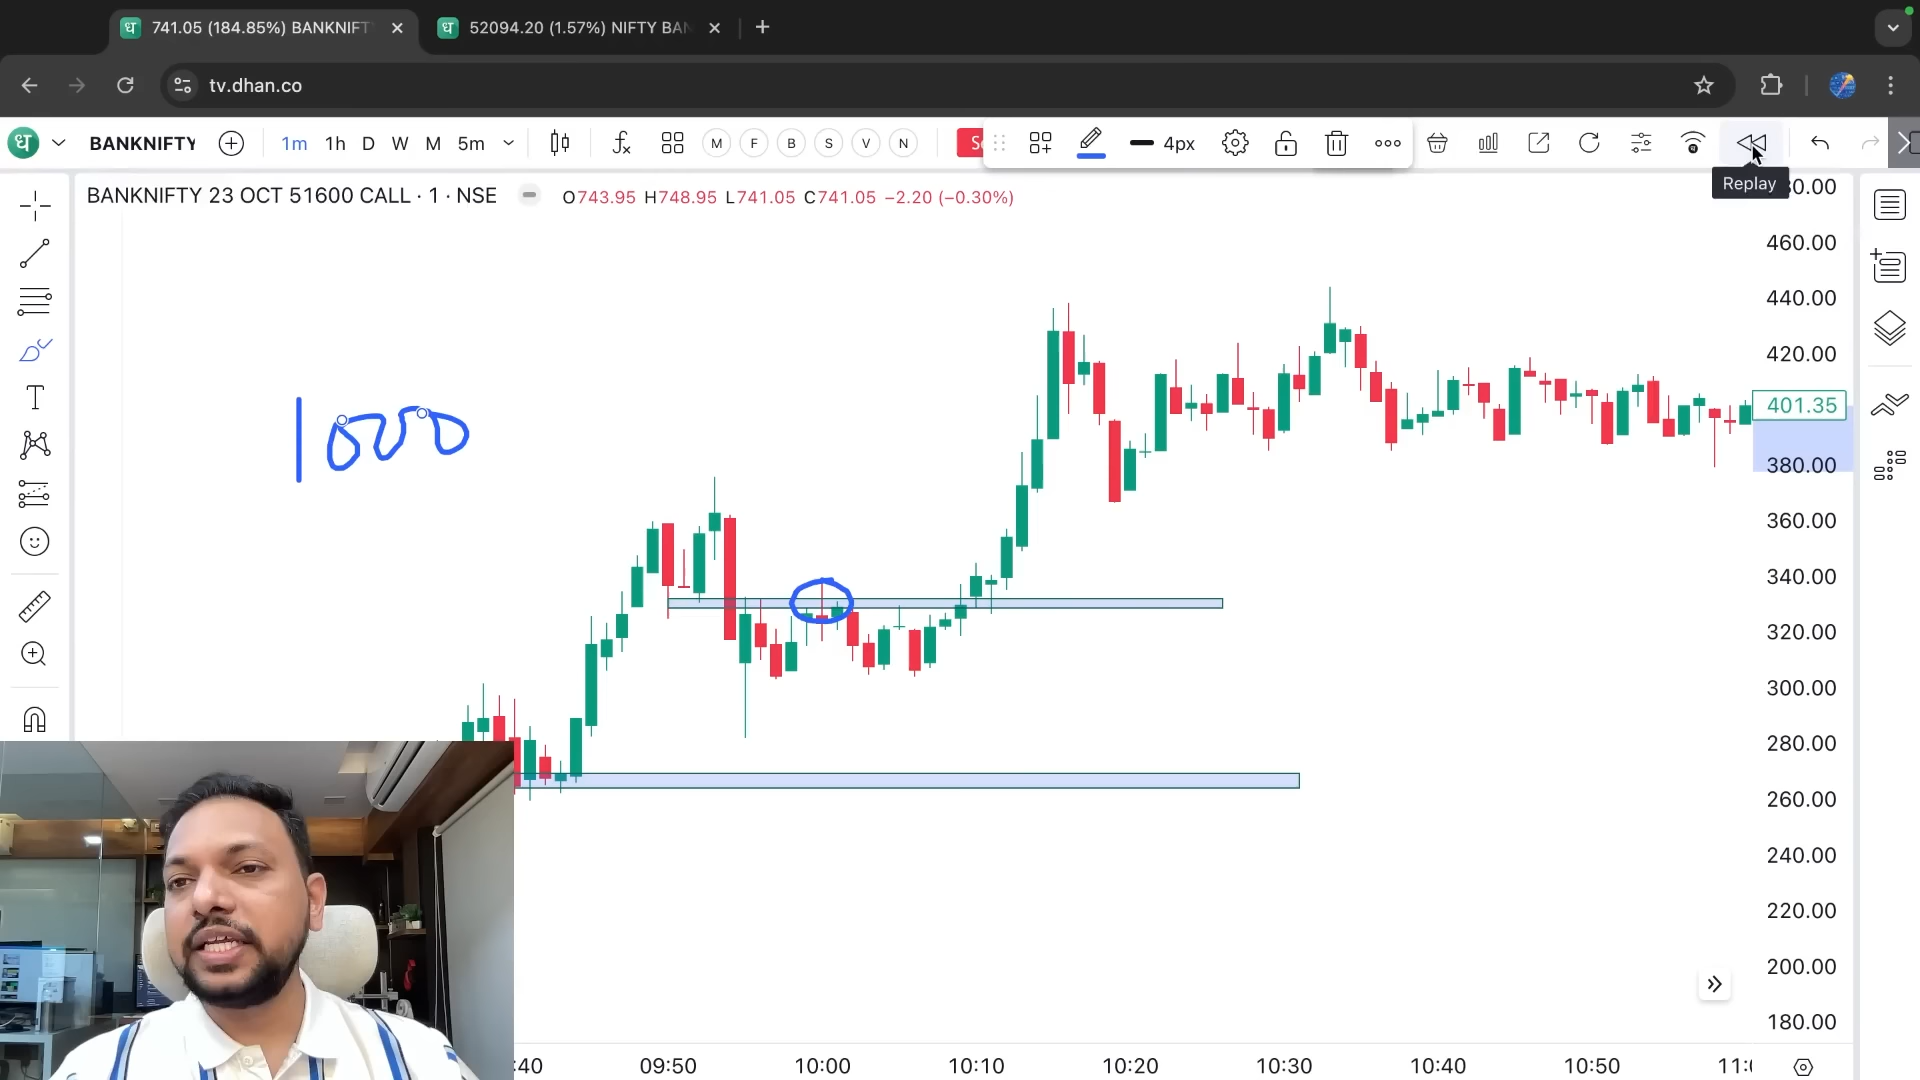 741.05 (184.85%) BANKNIFT
52094.20 (1.57%) NIFTY BAN
tv.dhan.co
ध BANKNIFTY 1m 1h D W M 5m M F B S V N 4px
Replay
BANKNIFTY 23 OCT 51600 CALL · 1 · NSE O743.95 H748.95 L741.05 C741.05 −2.20 (−0.30%)
460.00
440.00
420.00
401.35
380.00
360.00
340.00
320.00
300.00
280.00
260.00
240.00
220.00
200.00
180.00
1000
:40 09:50 10:00 10:10 10:20 10:30 10:40 10:50